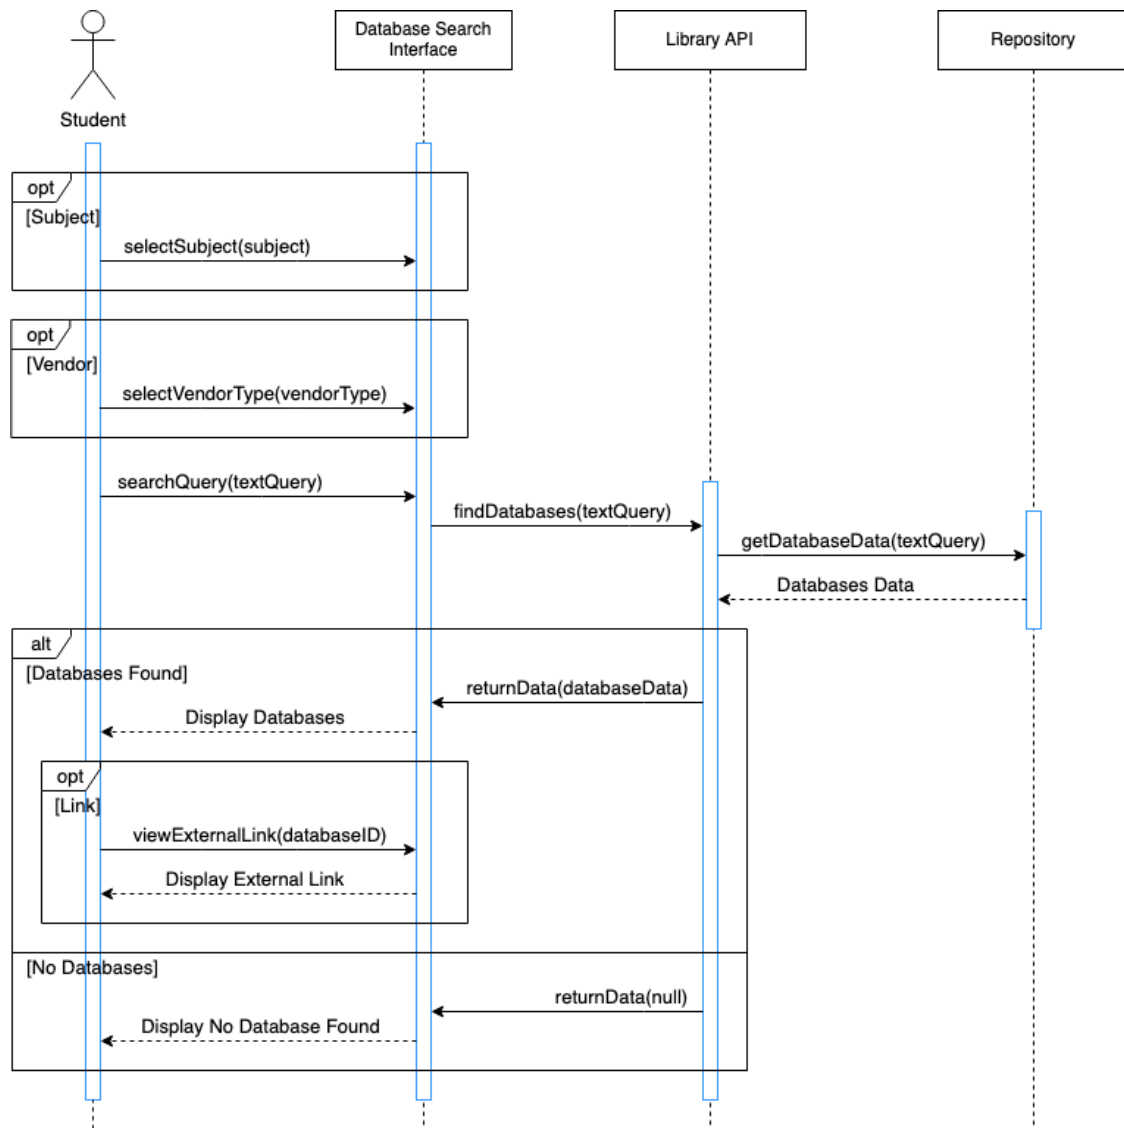 Database Search
Interface
Library API
Repository
Student
opt
[Subject]
selectSubject(subject)
opt
[Vendor]
selectVendorType(vendorType)
searchQuery(textQuery)
findDatabases(textQuery)
getDatabaseData(textQuery)
Databases Data
alt
[Databases Found]
returnData(databaseData)
Display Databases
opt
[Link]
viewExternalLink(databaseID)
Display External Link
[No Databases]
returnData(null)
Display No Database Found